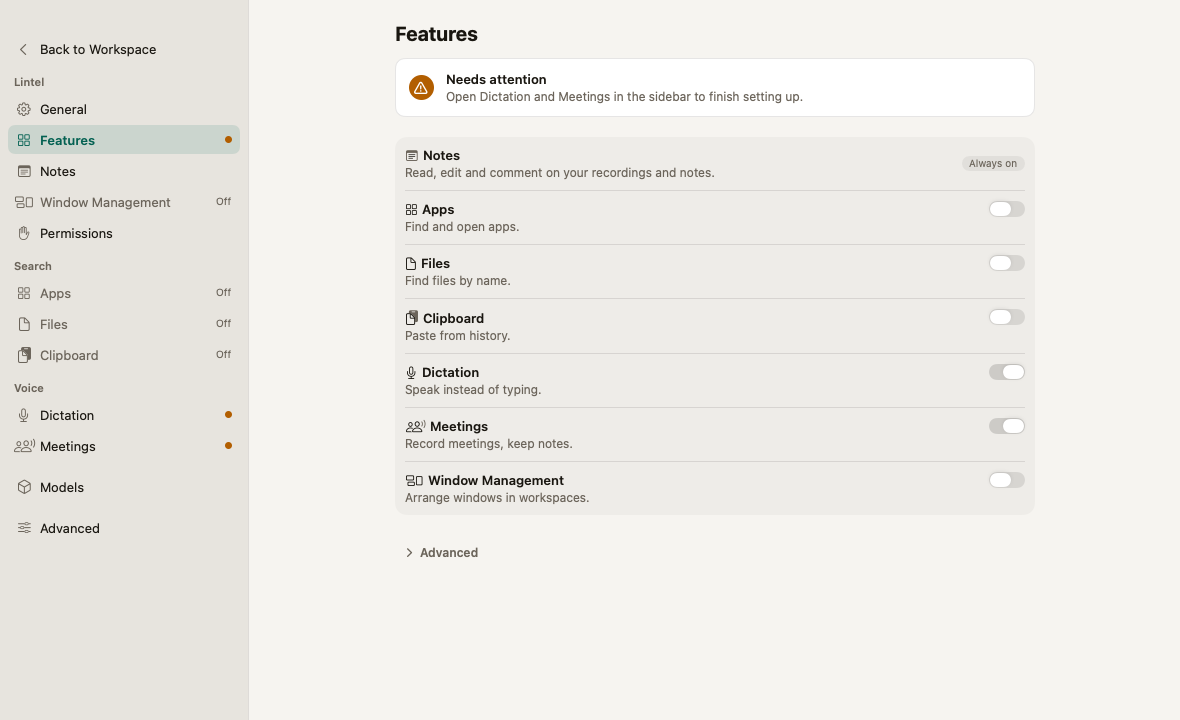 Back to Workspace
Lintel
General
Features
Notes
Window Management Off
Permissions
Search
Apps Off
Files Off
Clipboard Off
Voice
Dictation
Meetings
Models
Advanced
Features
Needs attention
Open Dictation and Meetings in the sidebar to finish setting up.
Notes
Read, edit and comment on your recordings and notes.
Always on
Apps
Find and open apps.
Files
Find files by name.
Clipboard
Paste from history.
Dictation
Speak instead of typing.
Meetings
Record meetings, keep notes.
Window Management
Arrange windows in workspaces.
Advanced